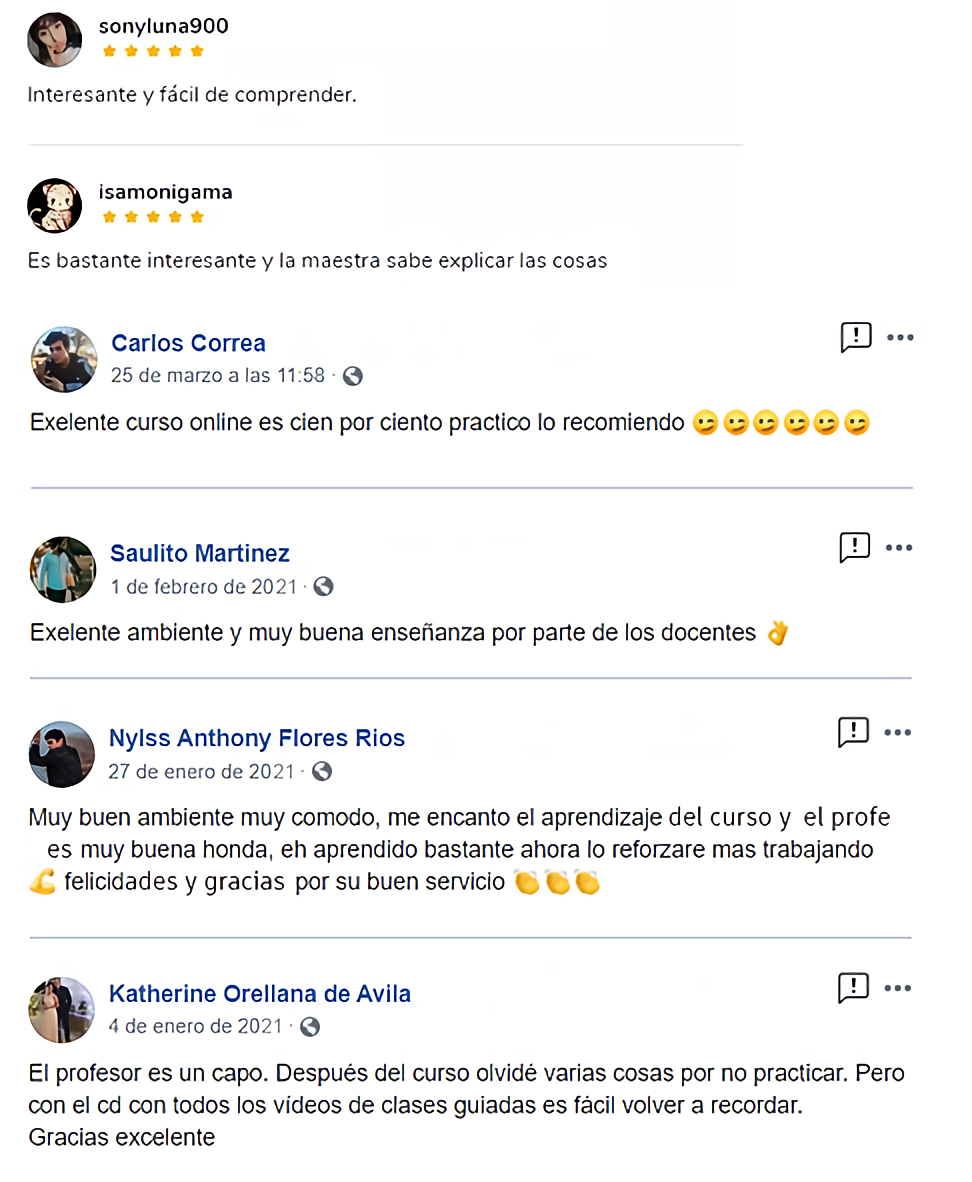 sonyluna900
Interesante y fácil de comprender.
isamonigama
Es bastante interesante y la maestra sabe explicar las cosas
Carlos Correa
25 de marzo a las 11:58 ·
Exelente curso online es cien por ciento practico lo recomiendo 😉😉😉😉😉😉
Saulito Martinez
1 de febrero de 2021 ·
Exelente ambiente y muy buena enseñanza por parte de los docentes 👌
Nylss Anthony Flores Rios
27 de enero de 2021 ·
Muy buen ambiente muy comodo, me encanto el aprendizaje del curso y el profe
es muy buena honda, eh aprendido bastante ahora lo reforzare mas trabajando
💪 felicidades y gracias por su buen servicio 👏👏👏
Katherine Orellana de Avila
4 de enero de 2021 ·
El profesor es un capo. Después del curso olvidé varias cosas por no practicar. Pero
con el cd con todos los vídeos de clases guiadas es fácil volver a recordar.
Gracias excelente